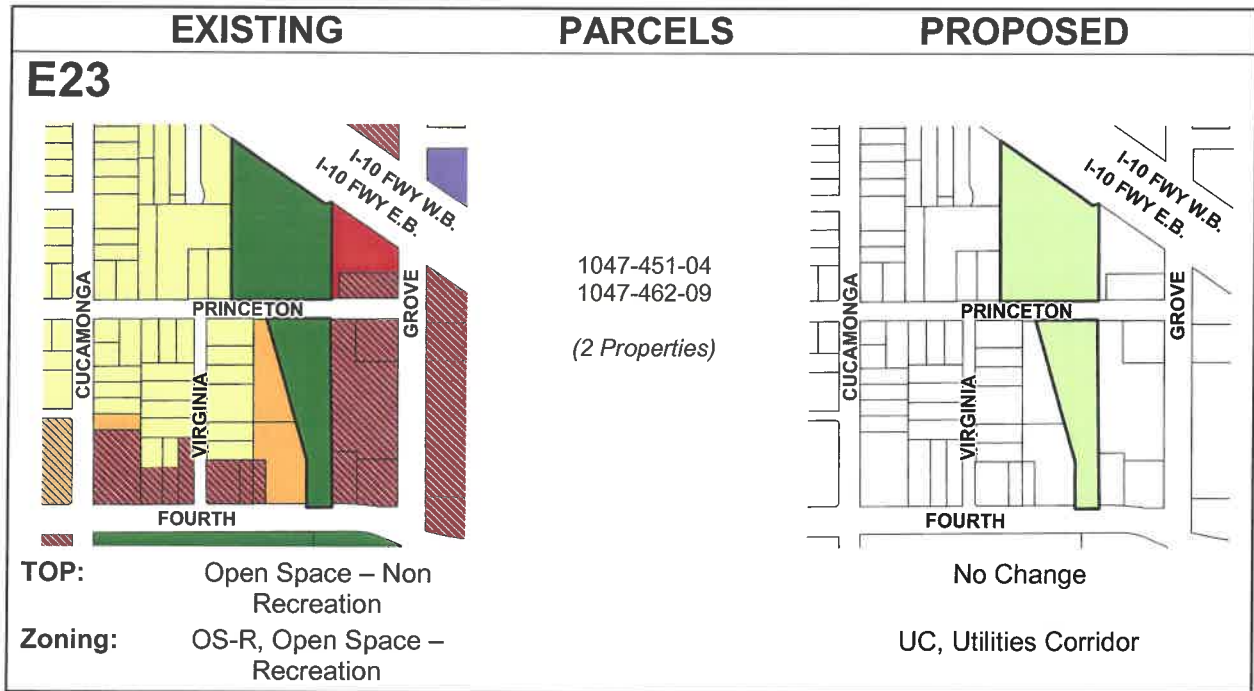 EXISTING PARCELS PROPOSED
E23
I-10 FWY W.B.
I-10 FWY E.B.
CUCAMONGA
PRINCETON
GROVE
VIRGINIA
FOURTH
1047-451-04
1047-462-09
(2 Properties)
I-10 FWY W.B.
I-10 FWY E.B.
CUCAMONGA
PRINCETON
GROVE
VIRGINIA
FOURTH
TOP: Open Space – Non
Recreation
No Change
Zoning: OS-R, Open Space –
Recreation
UC, Utilities Corridor